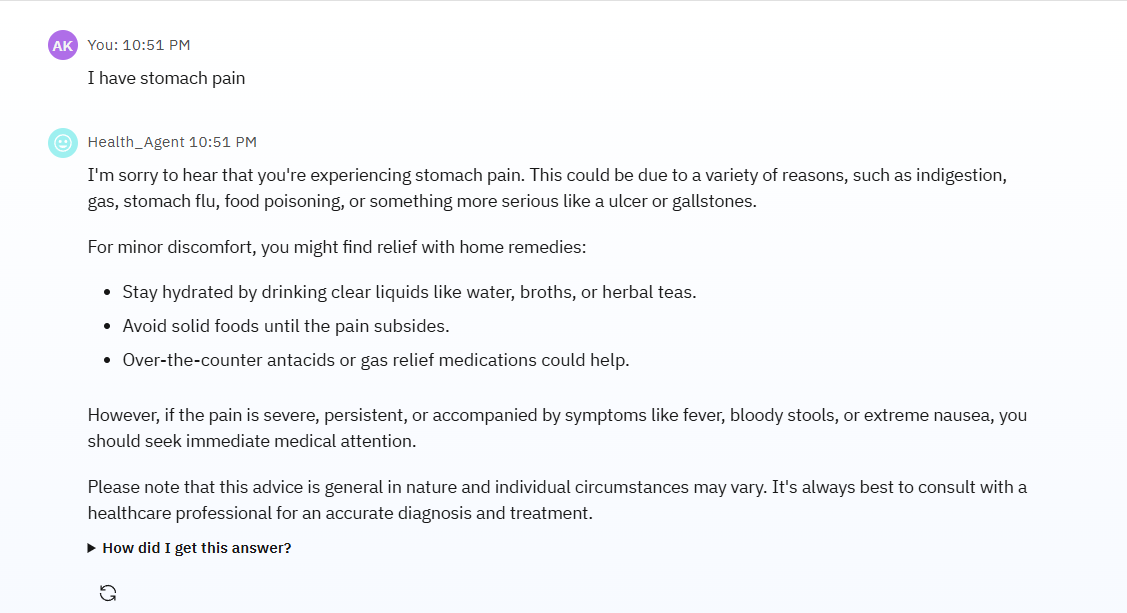 AK
You: 10:51 PM
I have stomach pain
Health_Agent 10:51 PM
I'm sorry to hear that you're experiencing stomach pain. This could be due to a variety of reasons, such as indigestion,
gas, stomach flu, food poisoning, or something more serious like a ulcer or gallstones.
For minor discomfort, you might find relief with home remedies:
• Stay hydrated by drinking clear liquids like water, broths, or herbal teas.
• Avoid solid foods until the pain subsides.
• Over-the-counter antacids or gas relief medications could help.
However, if the pain is severe, persistent, or accompanied by symptoms like fever, bloody stools, or extreme nausea, you
should seek immediate medical attention.
Please note that this advice is general in nature and individual circumstances may vary. It's always best to consult with a
healthcare professional for an accurate diagnosis and treatment.
How did I get this answer?